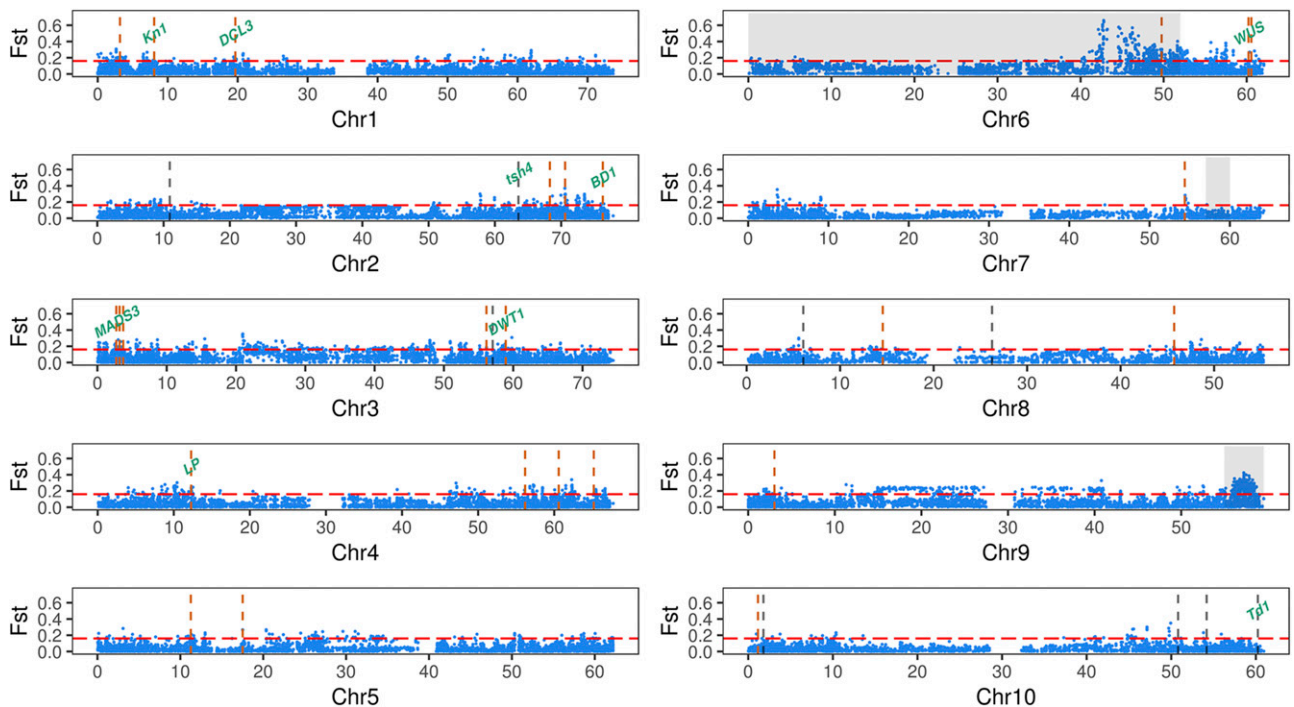 Fst
0.6
0.4
0.2
0.0
Kn1
DCL3
0 10 20 30 40 50 60 70
Chr1
Fst
0.6
0.4
0.2
0.0
WUS
0 10 20 30 40 50 60
Chr6
Fst
0.6
0.4
0.2
0.0
tsh4
BD1
0 10 20 30 40 50 60 70
Chr2
Fst
0.6
0.4
0.2
0.0
0 10 20 30 40 50 60
Chr7
Fst
0.6
0.4
0.2
0.0
MADS3
DWT1
0 10 20 30 40 50 60 70
Chr3
Fst
0.6
0.4
0.2
0.0
0 10 20 30 40 50
Chr8
Fst
0.6
0.4
0.2
0.0
LP
0 10 20 30 40 50 60
Chr4
Fst
0.6
0.4
0.2
0.0
0 10 20 30 40 50
Chr9
Fst
0.6
0.4
0.2
0.0
0 10 20 30 40 50 60
Chr5
Fst
0.6
0.4
0.2
0.0
Td1
0 10 20 30 40 50 60
Chr10